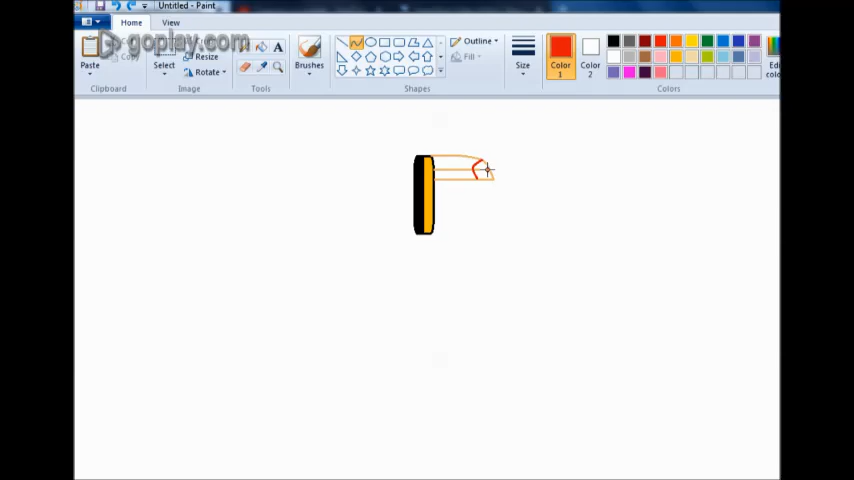 Untitled - Paint
Home View
goplay.com
Paste
Copy
Select
Resize
Rotate
A
Brushes
Outline
Fill
Size
Color 1
Color 2
Clipboard
Image
Tools
Shapes
Colors